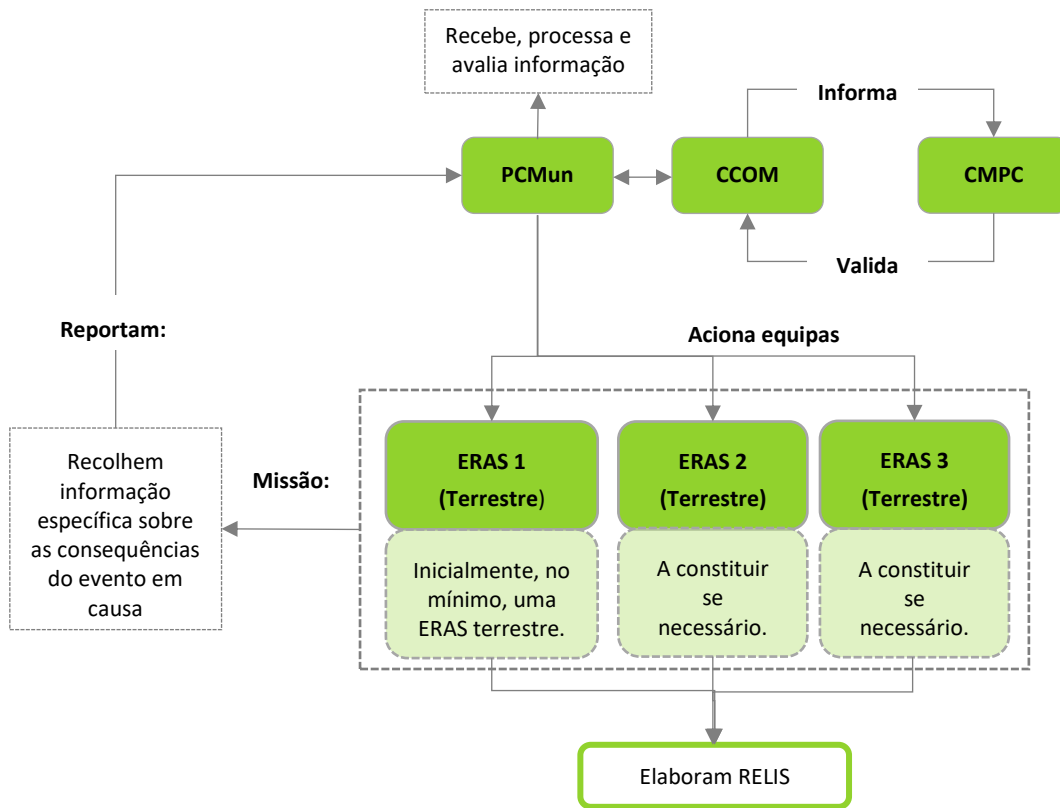 Recebe, processa e
avalia informação
Informa
PCMun
CCOM
CMPC
Valida
Reportam:
Aciona equipas
Recolhem
informação
específica sobre
as consequências
do evento em
causa
Missão:
ERAS 1
(Terrestre)
ERAS 2
(Terrestre)
ERAS 3
(Terrestre)
Inicialmente, no
mínimo, uma
ERAS terrestre.
A constituir
se
necessário.
A constituir
se
necessário.
Elaboram RELIS